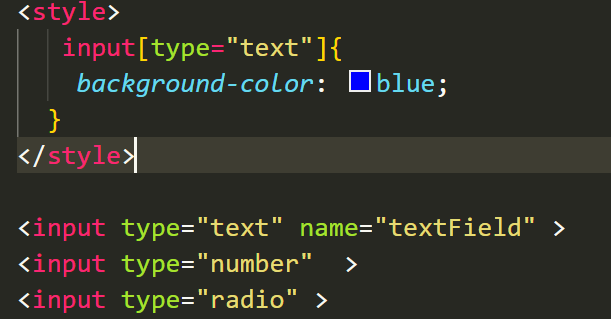 <style>
input[type="text"]{
background-color: blue;
}
</style>
<input type="text" name="textField" >
<input type="number"  >
<input type="radio" >